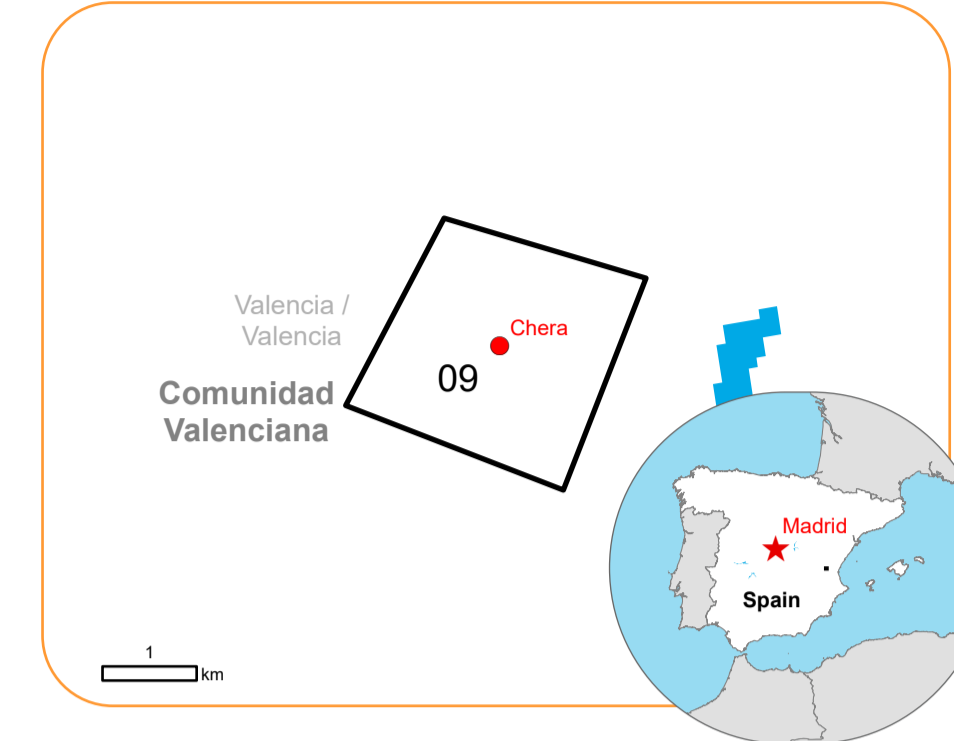 Valencia /
Valencia
Comunidad
Valenciana
Chera
09
Madrid
Spain
1
km